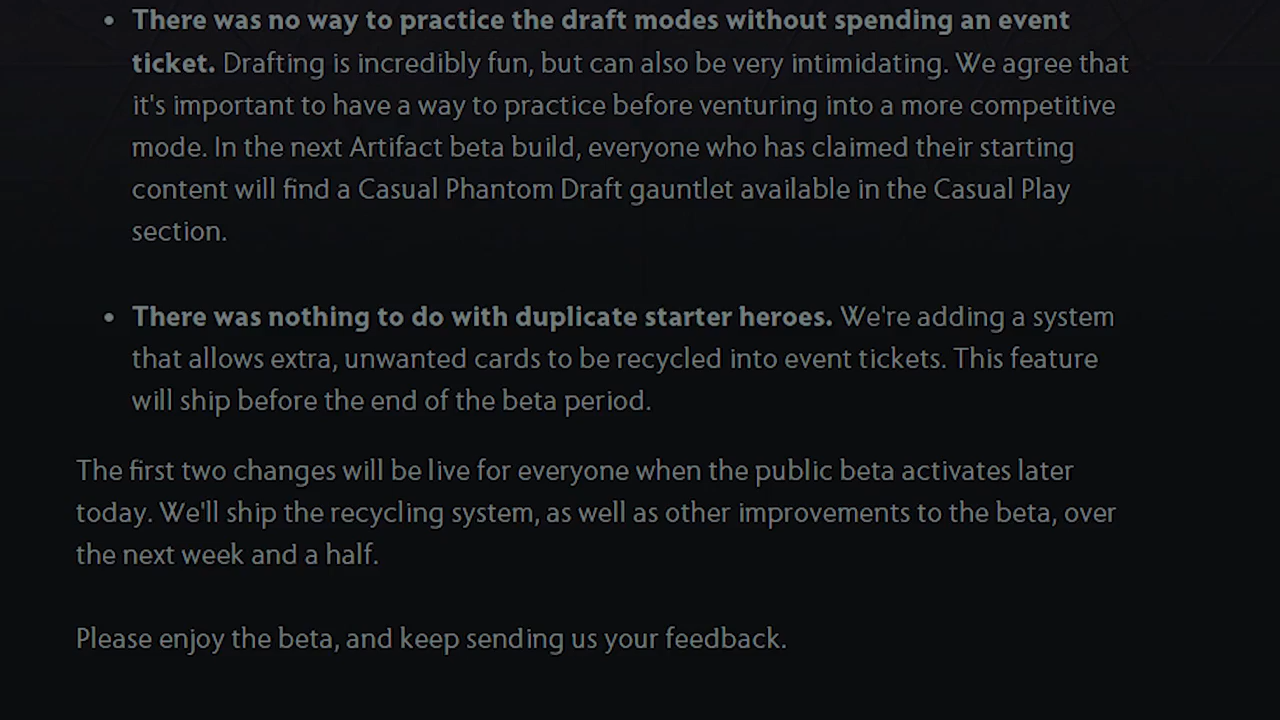 • There was no way to practice the draft modes without spending an event
ticket. Drafting is incredibly fun, but can also be very intimidating. We agree that
it's important to have a way to practice before venturing into a more competitive
mode. In the next Artifact beta build, everyone who has claimed their starting
content will find a Casual Phantom Draft gauntlet available in the Casual Play
section.
• There was nothing to do with duplicate starter heroes. We're adding a system
that allows extra, unwanted cards to be recycled into event tickets. This feature
will ship before the end of the beta period.
The first two changes will be live for everyone when the public beta activates later
today. We'll ship the recycling system, as well as other improvements to the beta, over
the next week and a half.
Please enjoy the beta, and keep sending us your feedback.